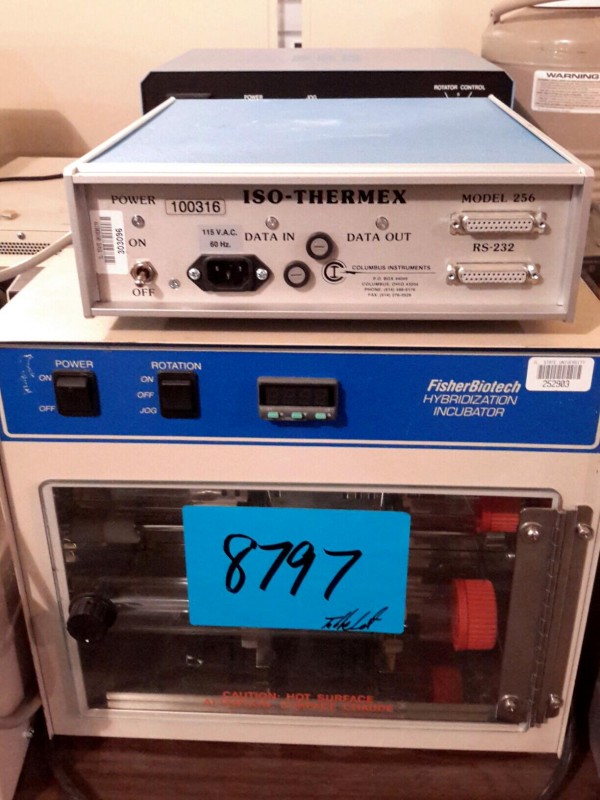 WARNING
ROTATOR CONTROL
POWER
JOG
POWER
100316
ISO-THERMEX
MODEL 256
303096
ON
115 V.A.C.
60 Hz.
DATA IN
DATA OUT
RS-232
OFF
COLUMBUS INSTRUMENTS
COLUMBUS, OHIO
POWER
ROTATION
ON
OFF
ON
OFF
JOG
FisherBiotech
HYBRIDIZATION
INCUBATOR
252903
8797
CAUTION: HOT SURFACE